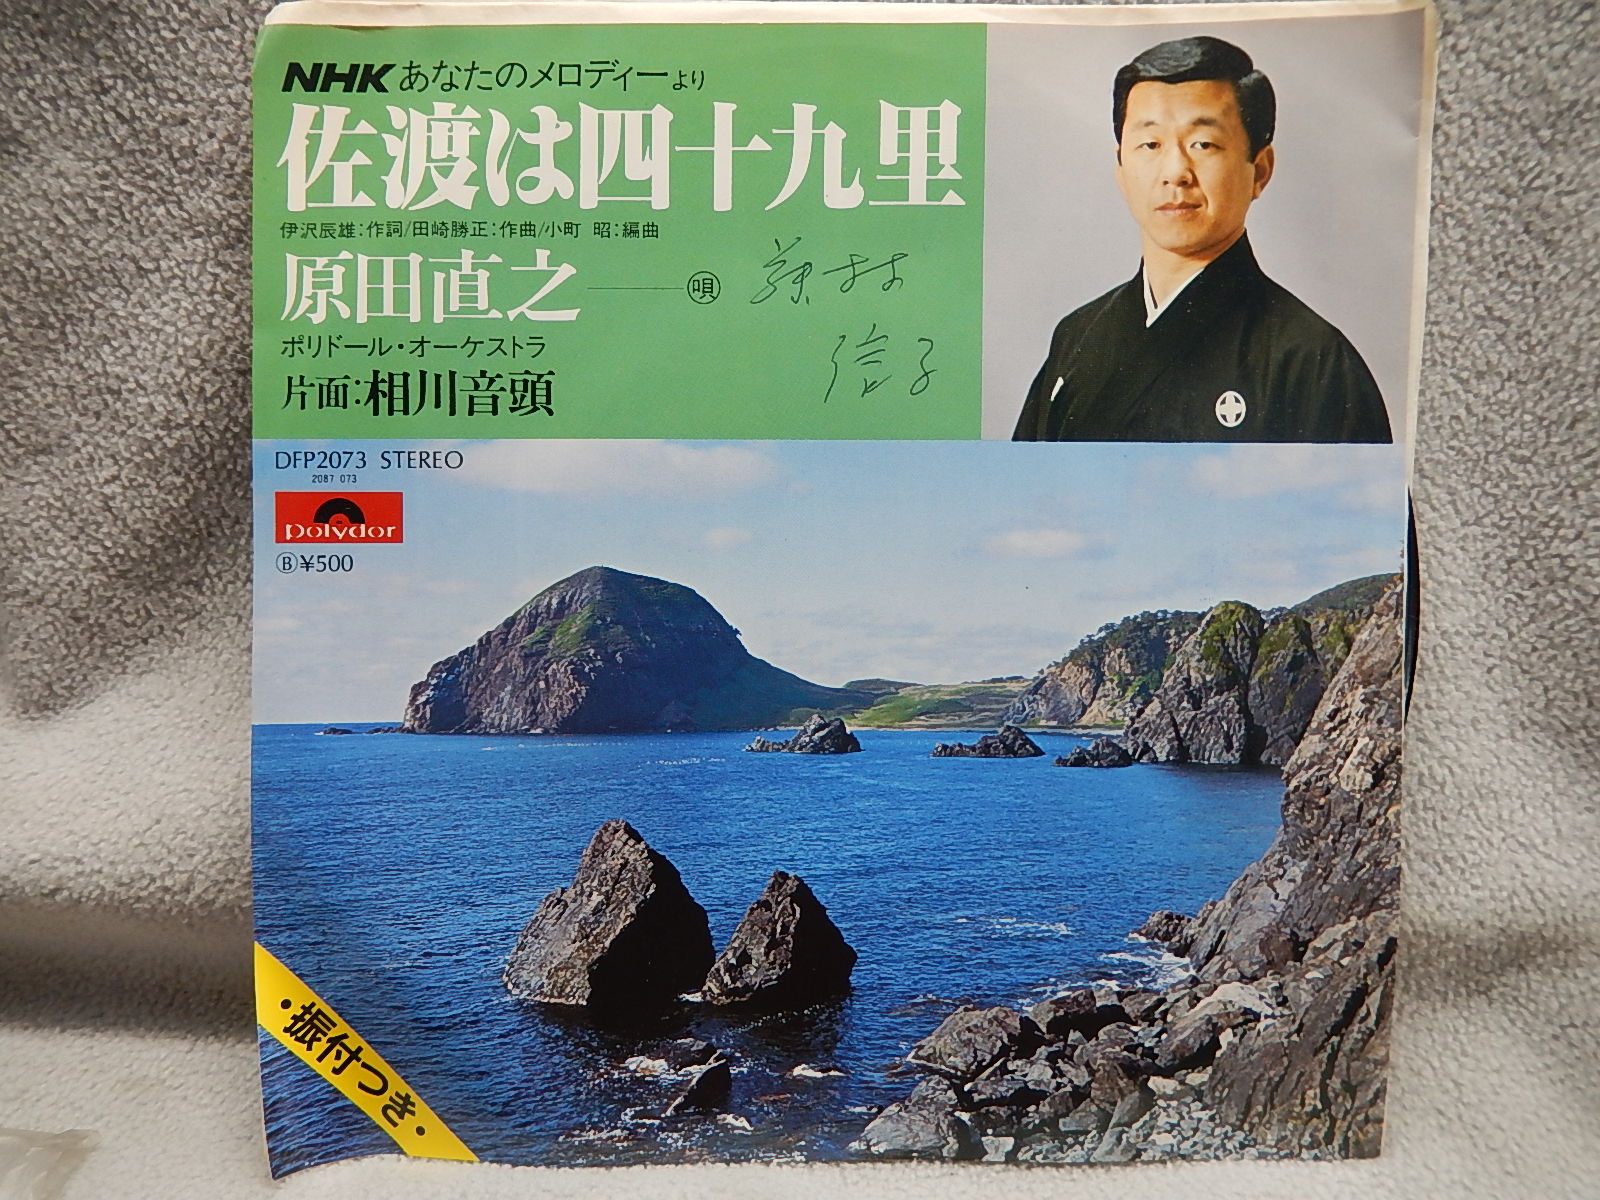 NHKあなたのメロディーより
佐渡は四十九里
伊沢辰雄:作詞/田崎勝正:作曲/小町 昭:編曲
原田直之――唄
ポリドール・オーケストラ
片面:相川音頭
信子
DFP2073 STEREO
2087 073
polydor
Ⓑ¥500
・振付つき・